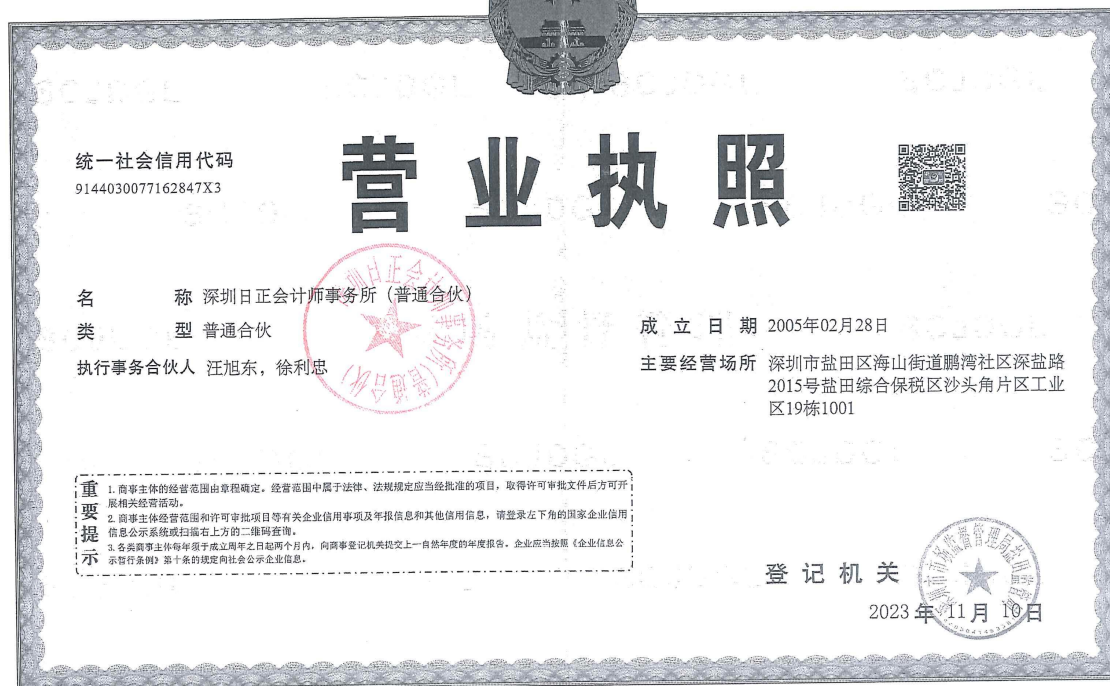 营业执照
统一社会信用代码
9144030077162847X3
名 称 深圳日正会计师事务所（普通合伙）
类 型 普通合伙
执行事务合伙人 汪旭东，徐利忠
成立日期 2005年02月28日
主要经营场所 深圳市盐田区海山街道鹏湾社区深盐路
2015号盐田综合保税区沙头角片区工业
区19栋1001
深圳日正会计师事务所（普通合伙）
重要提示
1.商事主体的经营范围由章程确定。经营范围中属于法律、法规规定应当经批准的项目，取得许可审批文件后方可开
展相关经营活动。
2.商事主体经营范围和许可审批项目等有关企业信用事项及年报信息和其他信用信息，请登录左下角的国家企业信用
信息公示系统或扫描右上方的二维码查询。
3.各类商事主体每年须于成立周年之日起两个月内，向商事登记机关提交上一自然年度的年度报告。企业应当按照《企业信息公
示暂行条例》第十条的规定向社会公示企业信息。
登记机关
2023年11月10日